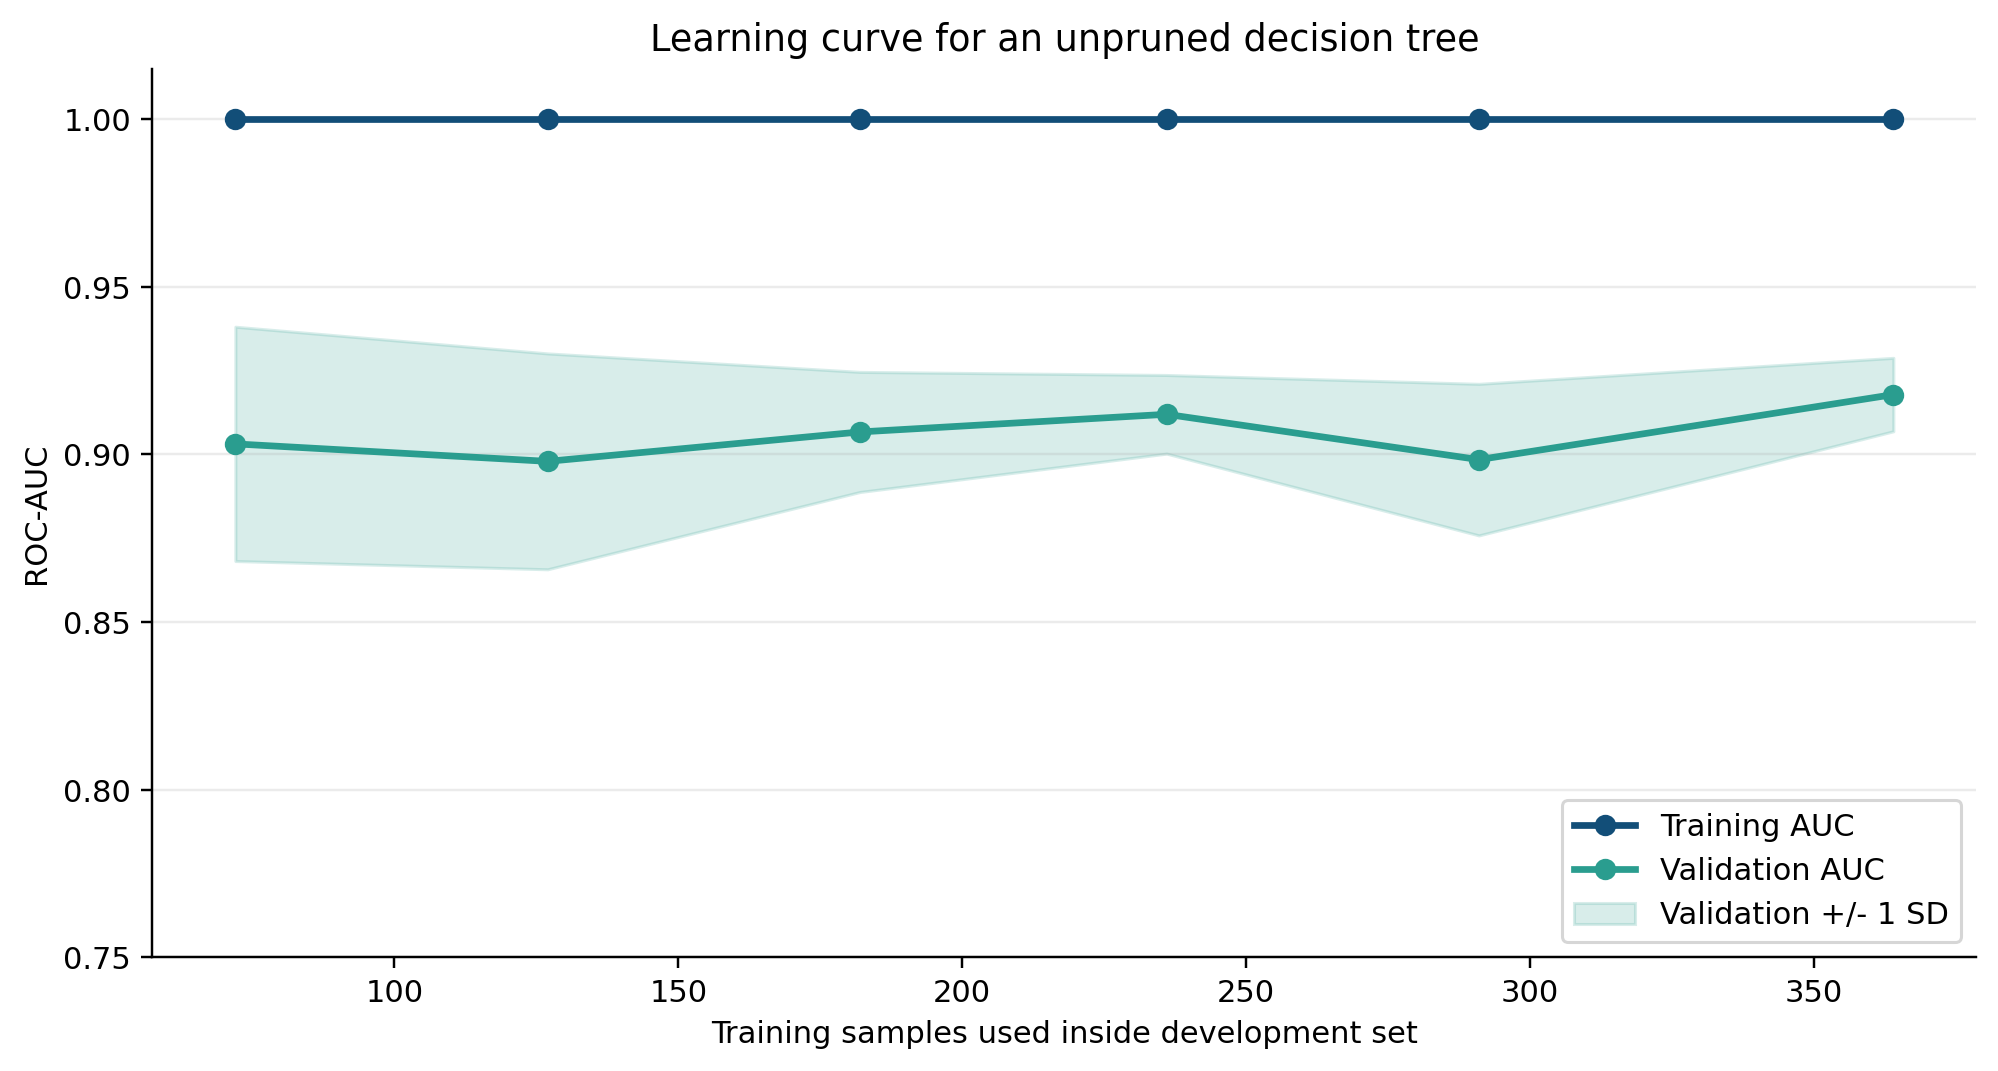 Learning curve for an unpruned decision tree
1.00
0.95
0.90
0.85
0.80
0.75
ROC-AUC
100 150 200 250 300 350
Training samples used inside development set
Training AUC
Validation AUC
Validation +/- 1 SD